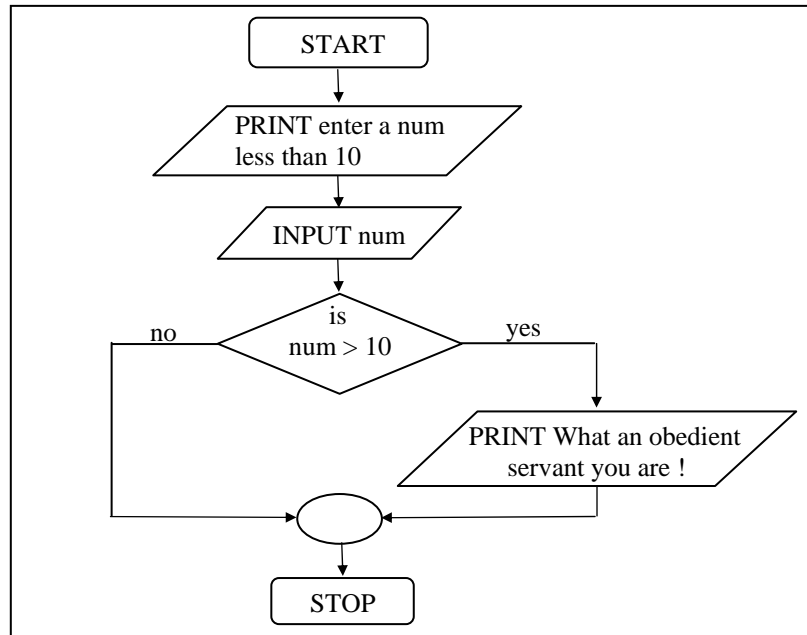 START
PRINT enter a num
less than 10
INPUT num
is
num > 10
no
yes
PRINT What an obedient
servant you are !
STOP